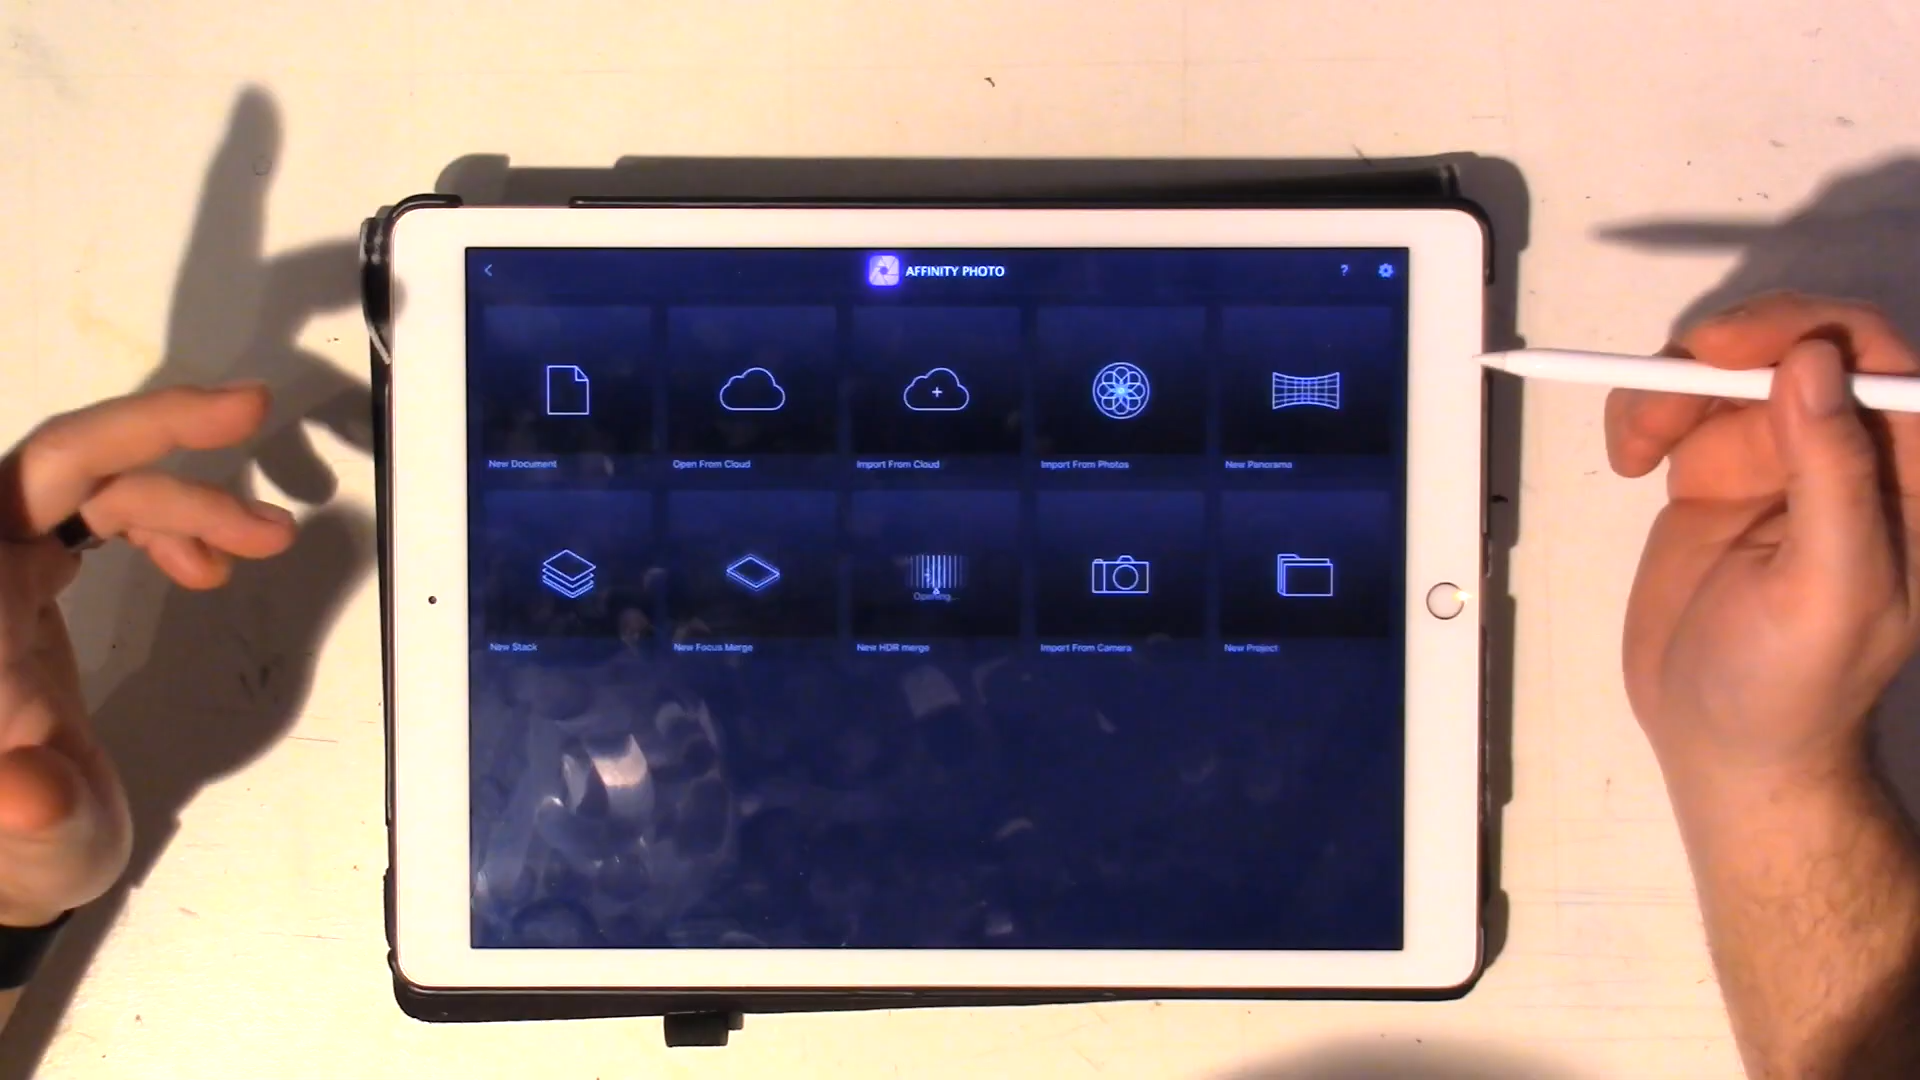 AFFINITY PHOTO ?
New Document Open From Cloud Import From Cloud Import From Photos New Panorama
Opening...
New Stack New Focus Merge New HDR merge Import From Camera New Project